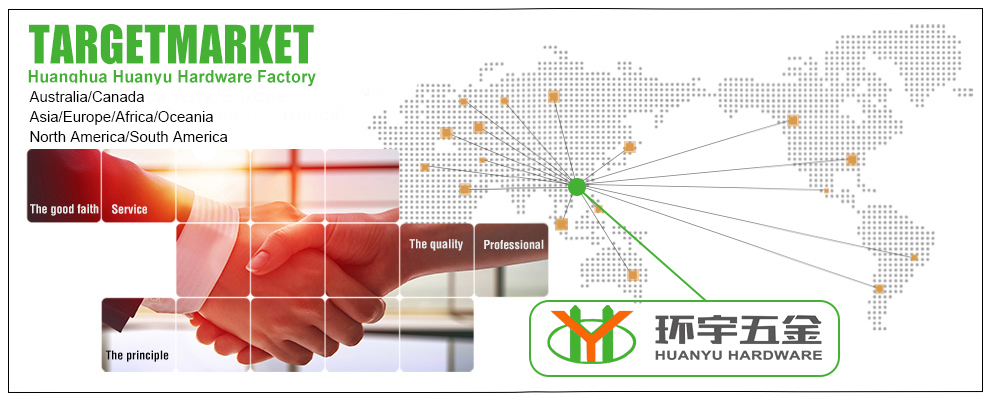 TARGETMARKET
Huanghua Huanyu Hardware Factory
Australia/Canada
Asia/Europe/Africa/Oceania
North America/South America
The good faith
Service
The quality
Professional
The principle
环宇五金
HUANYU HARDWARE